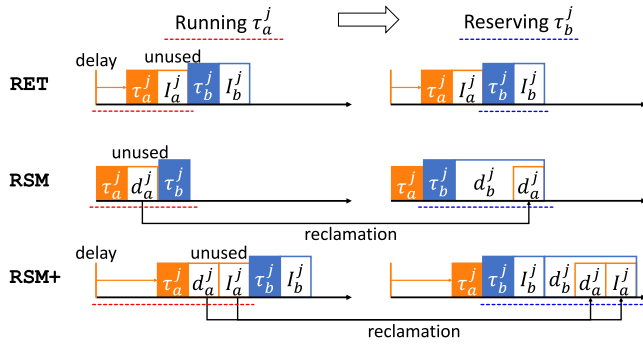 Running τ_a^j Reserving τ_b^j
delay unused
RET τ_a^j I_a^j τ_b^j I_b^j τ_a^j I_a^j τ_b^j I_b^j
unused
RSM τ_a^j d_a^j τ_b^j τ_a^j τ_b^j d_b^j d_a^j
reclamation
delay unused
RSM+ τ_a^j d_a^j I_a^j τ_b^j I_b^j τ_a^j τ_b^j I_b^j d_b^j d_a^j I_a^j
reclamation